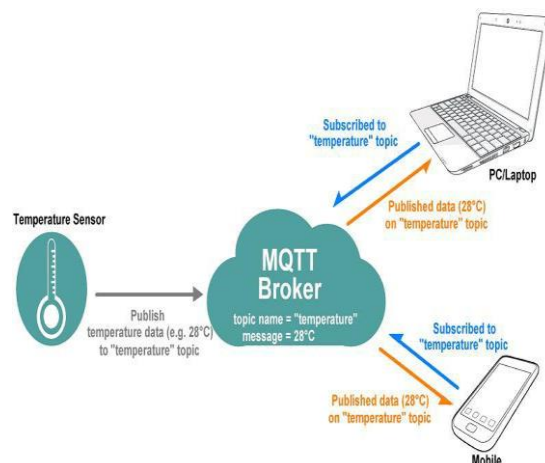 Subscribed to
"temperature" topic
PC/Laptop
Published data (28°C)
on "temperature" topic
Temperature Sensor
MQTT
Broker
topic name = "temperature"
message = 28°C
Publish
temperature data (e.g. 28°C)
to "temperature" topic
Subscribed to
"temperature" topic
Published data (28°C)
on "temperature" topic
Mobile